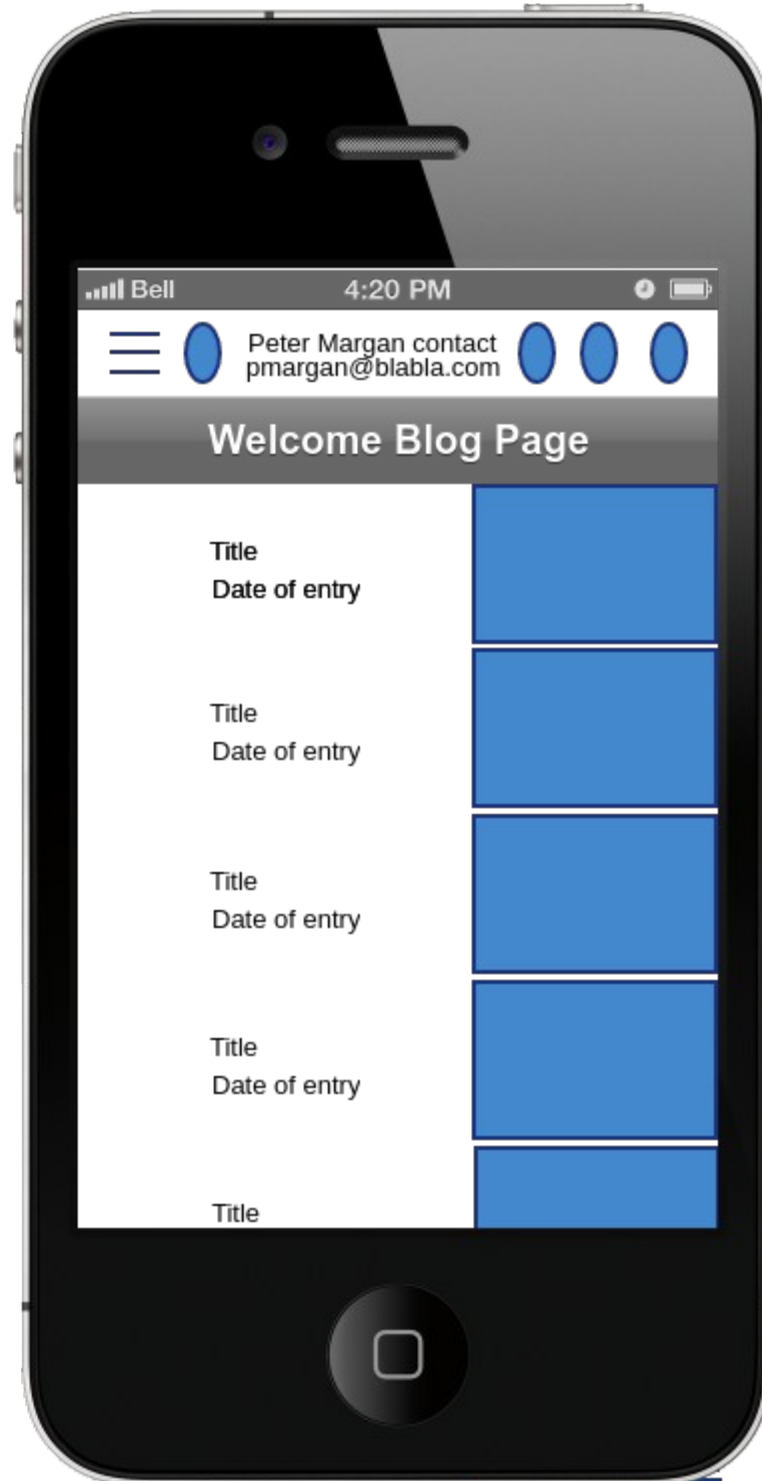 Bell 4:20 PM
Peter Margan contact
pmargan@blabla.com
Welcome Blog Page
Title
Date of entry
Title
Date of entry
Title
Date of entry
Title
Date of entry
Title